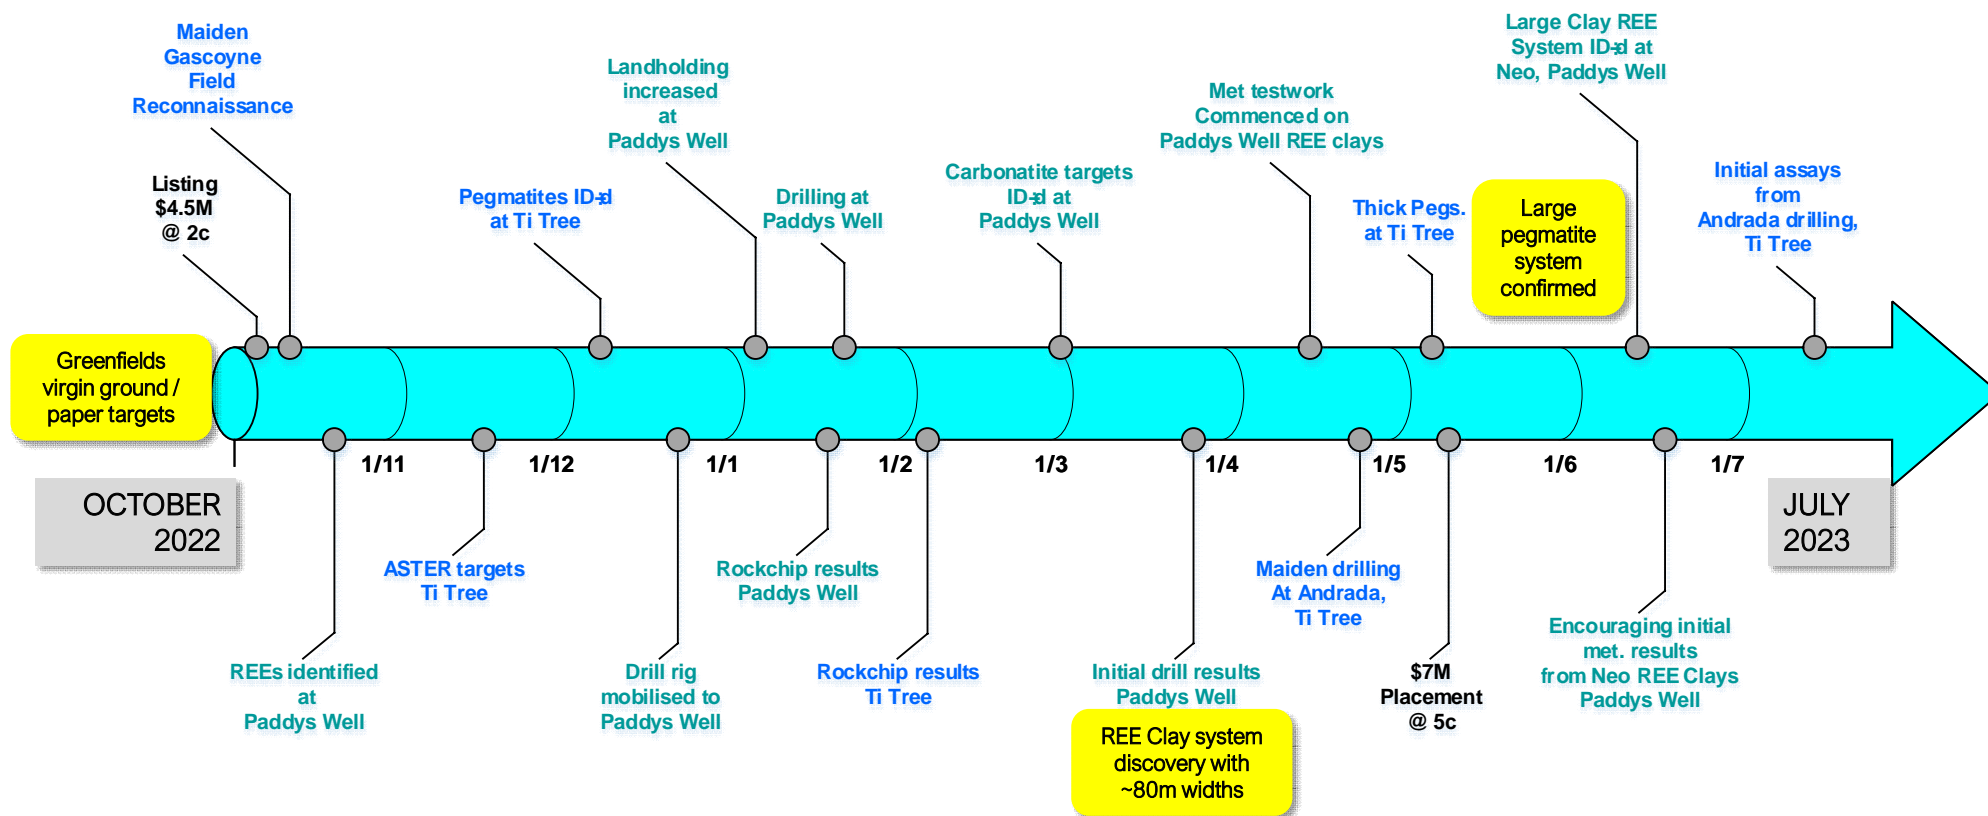 Maiden
Gascoyne
Field
Reconnaissance
Listing
$4.5M
@ 2c
Pegmatites ID
at Ti Tree
Landholding
increased
at
Paddys Well
Drilling at
Paddys Well
Carbonatite targets
ID at
Paddys Well
Met testwork
Commenced on
Paddys Well REE clays
Thick Pegs.
at Ti Tree
Large
pegmatite
system
confirmed
Large Clay REE
System ID at
Neo, Paddys Well
Initial assays
from
Andrada drilling,
Ti Tree
Greenfields
virgin ground /
paper targets
1/11
1/12
1/1
1/2
1/3
1/4
1/5
1/6
1/7
OCTOBER
2022
JULY
2023
REEs identified
at
Paddys Well
ASTER targets
Ti Tree
Drill rig
mobilised to
Paddys Well
Rockchip results
Paddys Well
Rockchip results
Ti Tree
Initial drill results
Paddys Well
REE Clay system
discovery with
~80m widths
Maiden drilling
At Andrada,
Ti Tree
$7M
Placement
@ 5c
Encouraging initial
met. results
from Neo REE Clays
Paddys Well